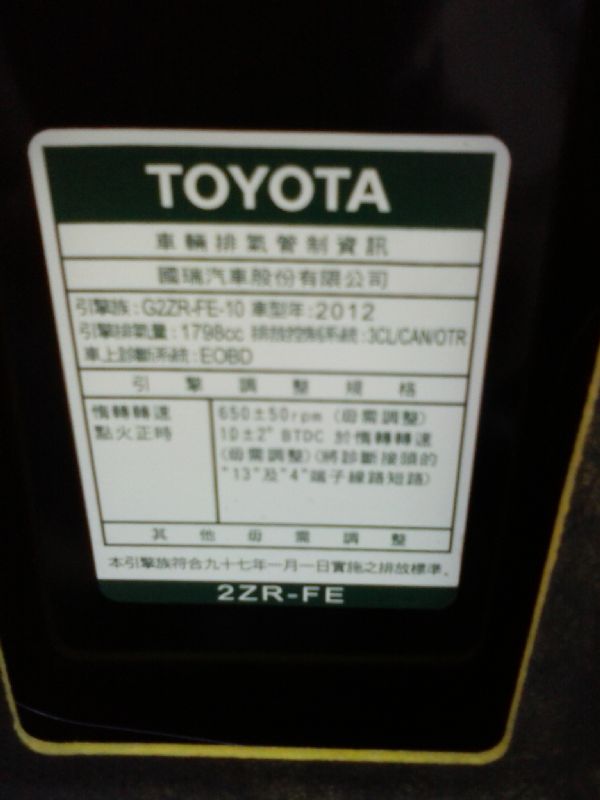 TOYOTA
車輛排氣管制資訊
國瑞汽車股份有限公司
引擎族:G2ZR-FE-10 車型年:2012
引擎排氣量:1798cc 排放控制系統:3CL/CAN/OTR
車上診斷系統:EOBD
引擎調整規格
惰轉轉速 650±50rpm (毋需調整)
點火正時 10±2° BTDC 於惰轉轉速
(毋需調整)(將診斷接頭的
"13"及"4"端子線路短路)
其他毋需調整
本引擎族符合九十七年一月一日實施之排放標準。
2ZR-FE